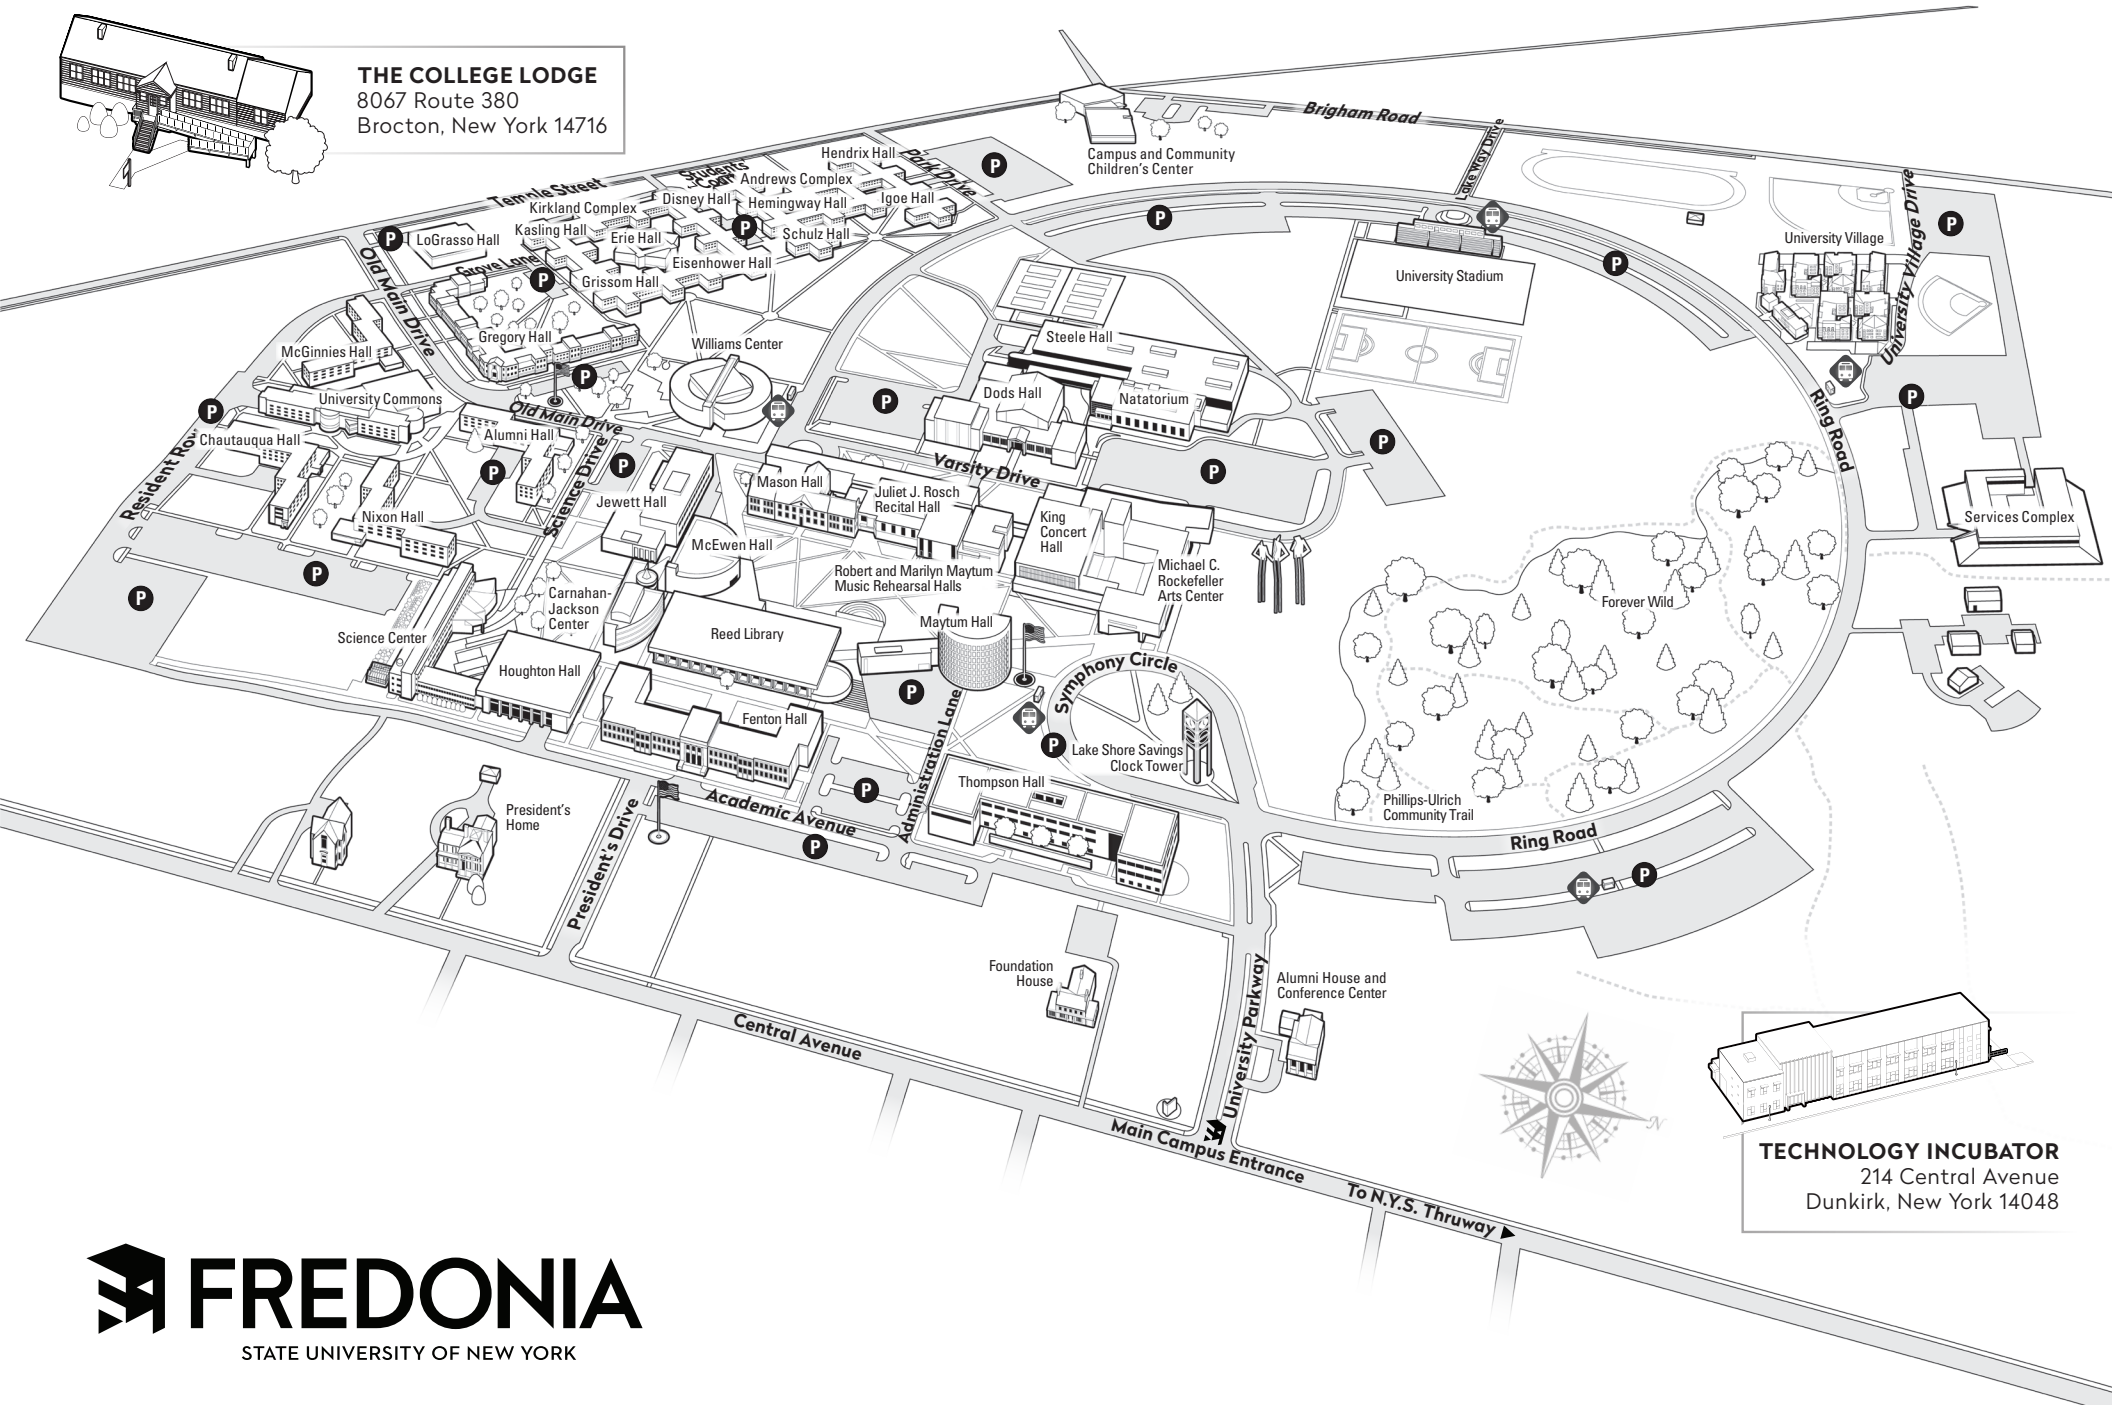 THE COLLEGE LODGE
8067 Route 380
Brocton, New York 14716
Brigham Road
Campus and Community
Children's Center
Lake Way Drive
Temple Street
Students'
Court
Park Drive
Hendrix Hall
Andrews Complex
Disney Hall
Hemingway Hall
Igoe Hall
Kirkland Complex
Kasling Hall
Erie Hall
Schulz Hall
Eisenhower Hall
Grissom Hall
LoGrasso Hall
Grove Lane
Old Main Drive
P
P
P
P
P
P
P
University Village
University Village Drive
University Stadium
Gregory Hall
Williams Center
Steele Hall
Dods Hall
Natatorium
McGinnies Hall
University Commons
P
P
P
P
P
Ring Road
Old Main Drive
Alumni Hall
Chautauqua Hall
Resident Row
Nixon Hall
Science Drive
P
P
P
Jewett Hall
McEwen Hall
Mason Hall
Juliet J. Rosch
Recital Hall
Varsity Drive
King
Concert
Hall
Services Complex
Robert and Marilyn Maytum
Music Rehearsal Halls
Michael C.
Rockefeller
Arts Center
Forever Wild
P
P
Carnahan-
Jackson
Center
Science Center
Houghton Hall
Reed Library
Maytum Hall
Symphony Circle
P
Fenton Hall
Administration Lane
P
Lake Shore Savings
Clock Tower
Thompson Hall
P
P
President's
Home
President's Drive
Academic Avenue
Phillips-Ulrich
Community Trail
Ring Road
P
Foundation
House
University Parkway
Alumni House and
Conference Center
Central Avenue
Main Campus Entrance
To N.Y.S. Thruway
N
TECHNOLOGY INCUBATOR
214 Central Avenue
Dunkirk, New York 14048
FREDONIA
STATE UNIVERSITY OF NEW YORK